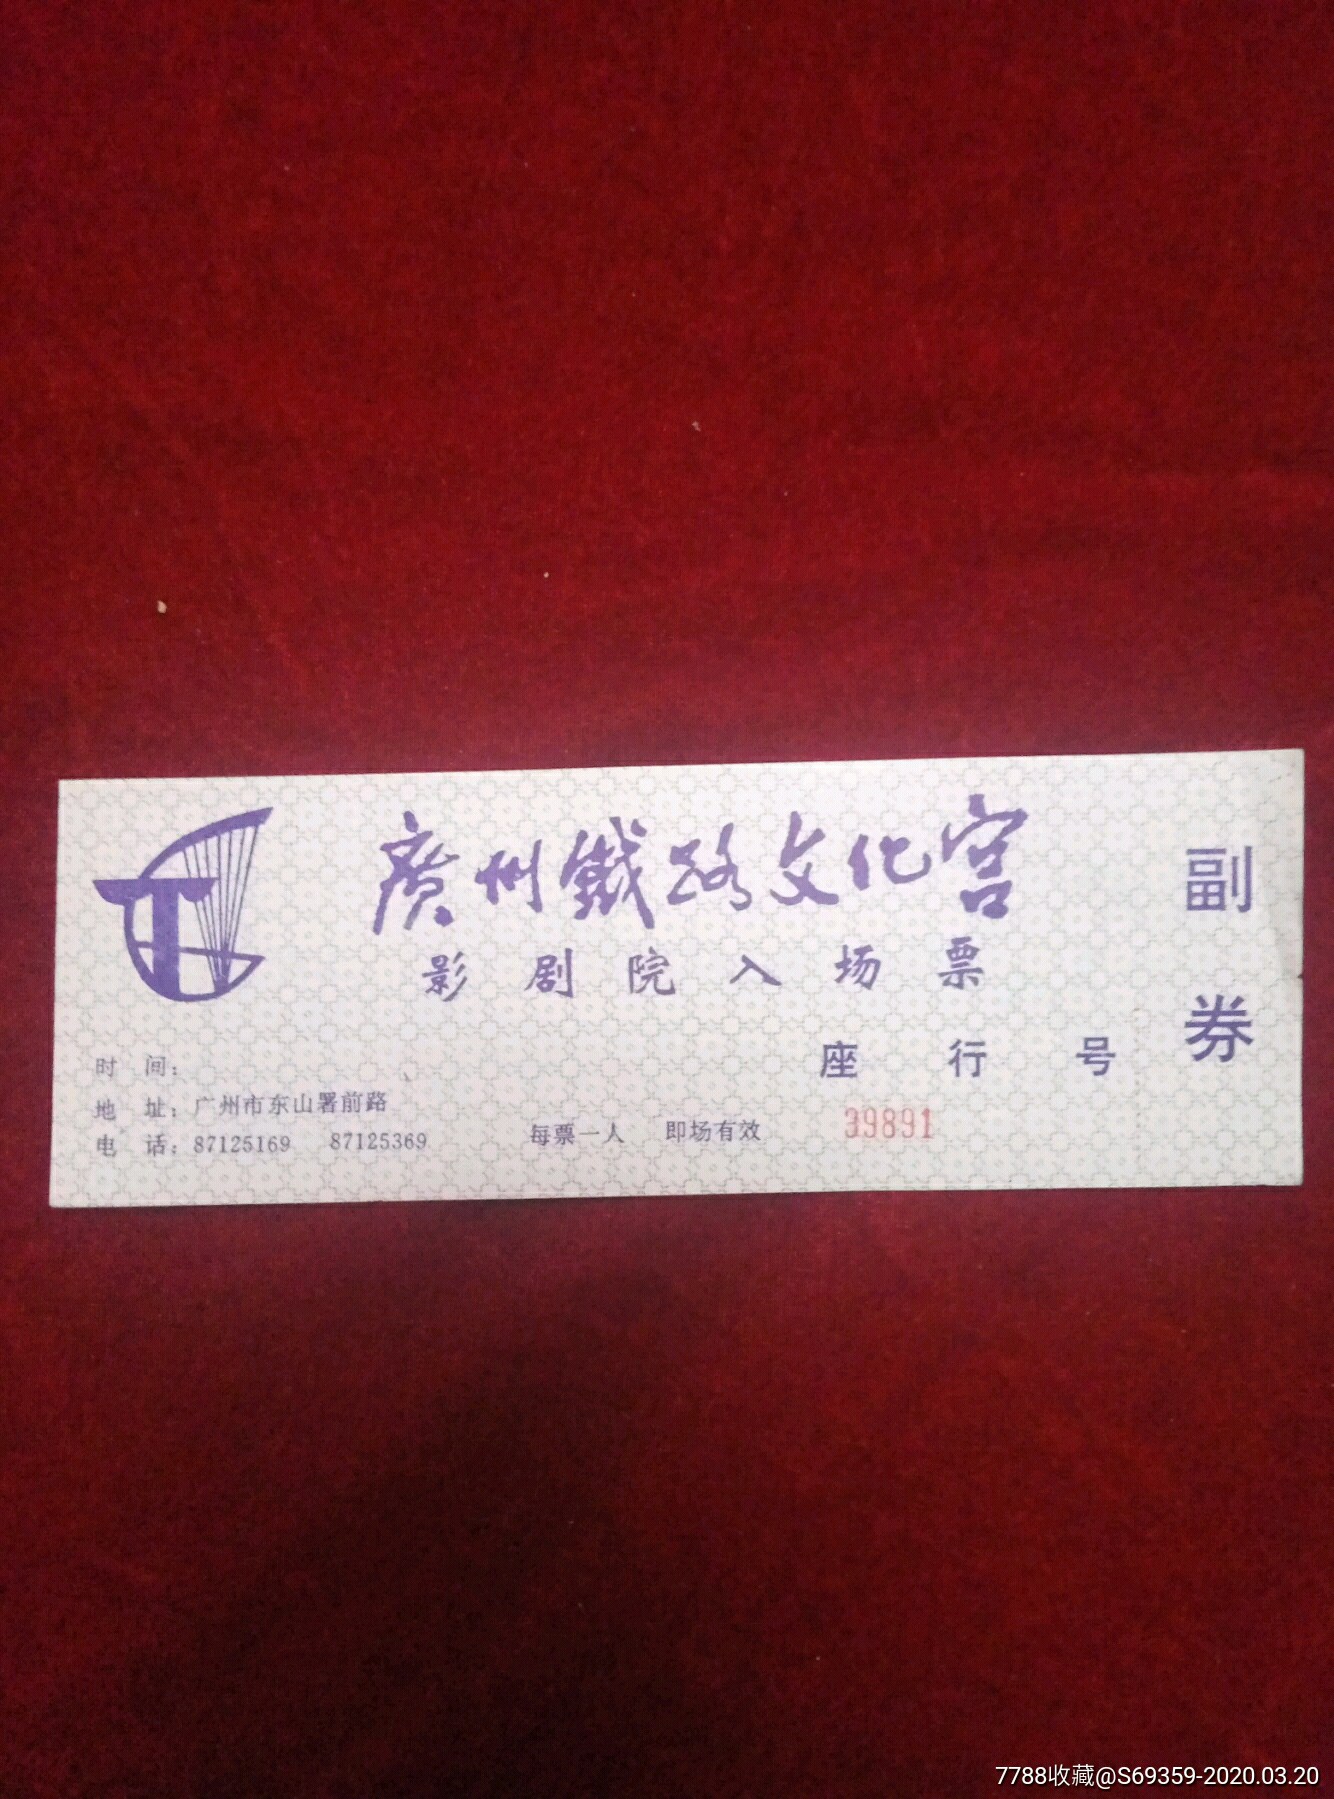 廣州鐵路文化宫
影剧院入场票
副券
座 行 号
时 间：
地 址：广州市东山署前路
电 话：87125169 87125369
每票一人 即场有效
39891
7788收藏@S69359-2020.03.20